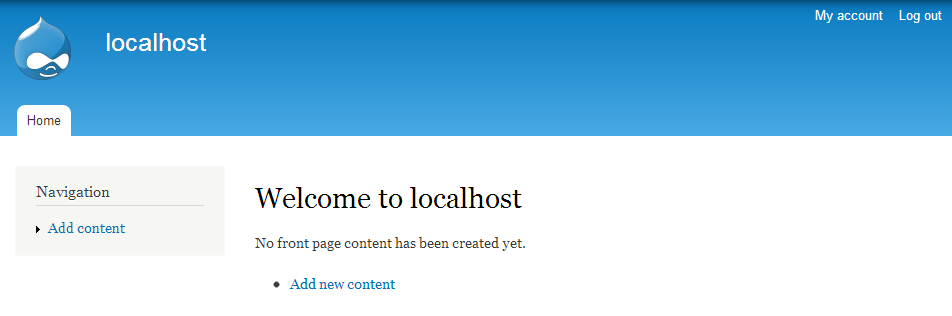 My account Log out
localhost
Home
Navigation
Add content
Welcome to localhost
No front page content has been created yet.
Add new content